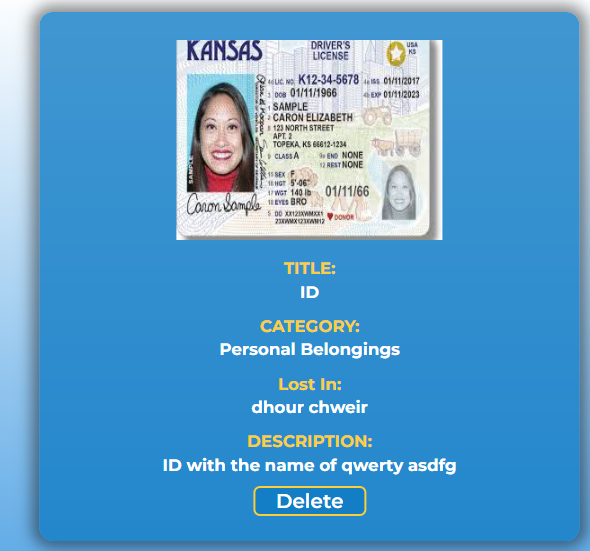 KANSAS DRIVER'S LICENSE USA KS
4d LIC. NO. K12-34-5678 4a ISS 01/11/2017
3 DOB 01/11/1966 4b EXP 01/11/2023
1 SAMPLE
2 CARON ELIZABETH
8 123 NORTH STREET
APT. 2
TOPEKA, KS 66612-1234
9 CLASS A 9a END NONE
12 REST NONE
15 SEX F
16 HGT 5'-06"
17 WGT 140 lb 01/11/66
18 EYES BRO
SAMPLE
Caron Sample
5 DD XX123XWMXX1 DONOR
23XWMX123XWM12
TITLE:
ID
CATEGORY:
Personal Belongings
Lost In:
dhour chweir
DESCRIPTION:
ID with the name of qwerty asdfg
Delete